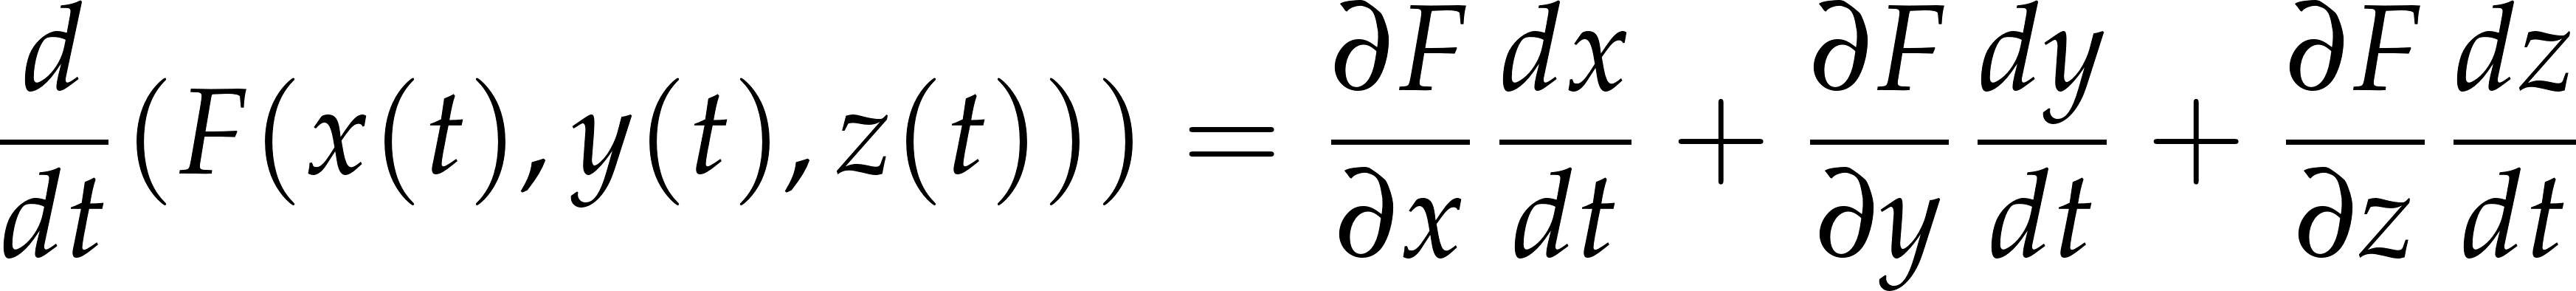 d/dt (F(x(t), y(t), z(t))) = ∂F/∂x dx/dt + ∂F/∂y dy/dt + ∂F/∂z dz/dt